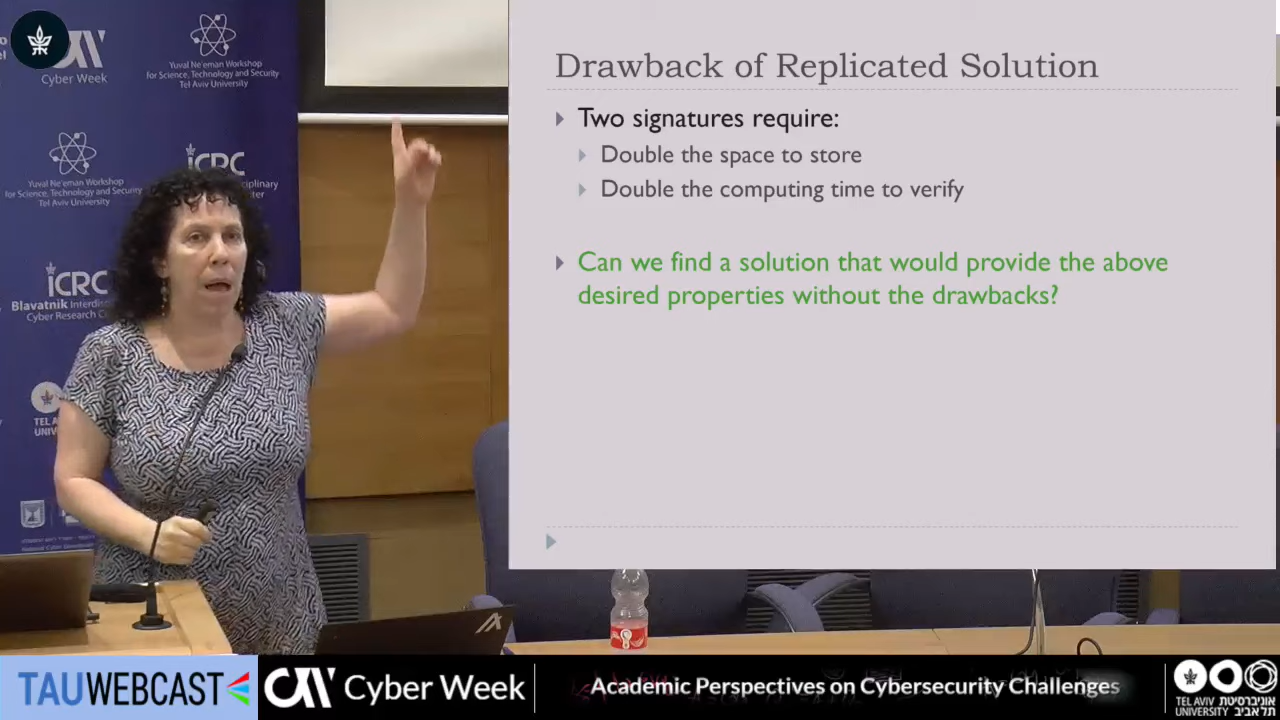 Cyber Week
Yuval Ne'eman Workshop
for Science, Technology and Security
Tel Aviv University
Yuval Ne'eman Workshop
for Science, Technology and Security
Tel Aviv University
iCRC
iCRC
Blavatnik Interdi
Cyber Research C
TEL A
UNIV
Drawback of Replicated Solution
Two signatures require:
Double the space to store
Double the computing time to verify
Can we find a solution that would provide the above
desired properties without the drawbacks?
TAUWEBCAST
Cyber Week
Academic Perspectives on Cybersecurity Challenges
TEL AVIV אוניברסיטת
UNIVERSITY תל אביב